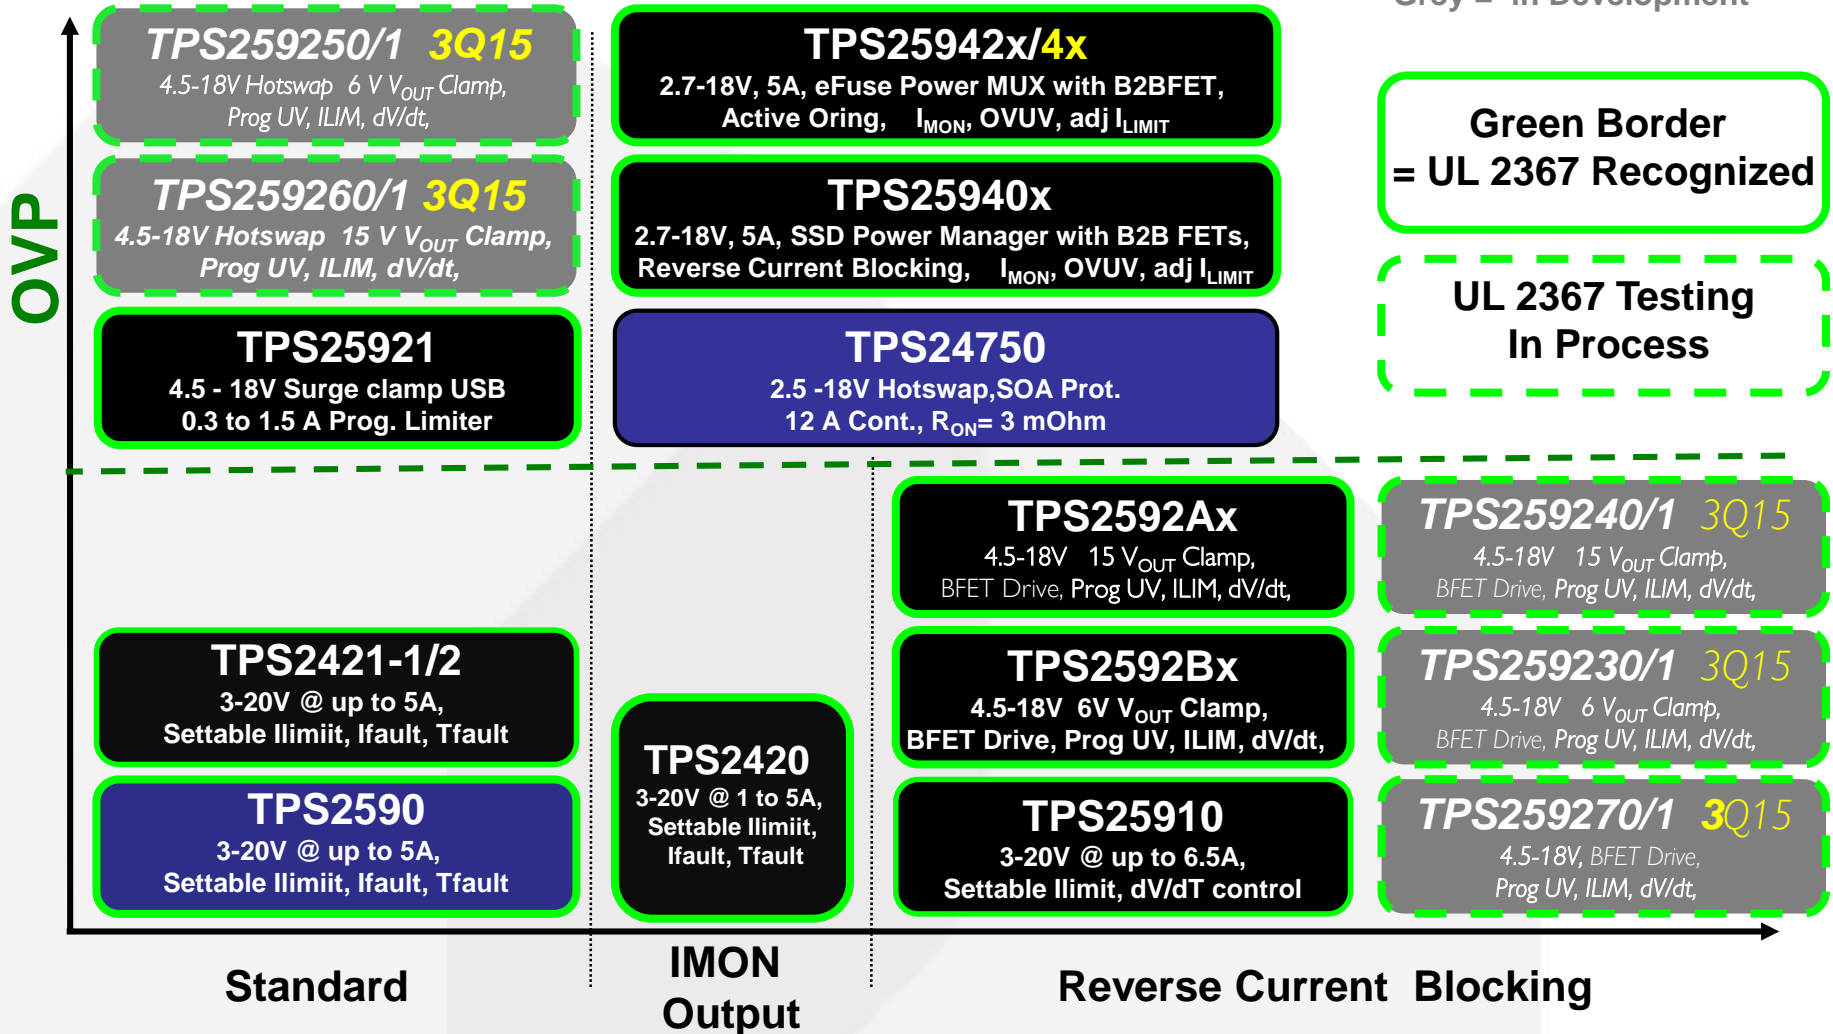 Grey = In Development
TPS259250/1 3Q15
4.5-18V Hotswap 6 V VOUT Clamp,
Prog UV, ILIM, dV/dt,
TPS25942x/4x
2.7-18V, 5A, eFuse Power MUX with B2BFET,
Active Oring, IMON, OVUV, adj ILIMIT
Green Border
= UL 2367 Recognized
OVP
TPS259260/1 3Q15
4.5-18V Hotswap 15 V VOUT Clamp,
Prog UV, ILIM, dV/dt,
TPS25940x
2.7-18V, 5A, SSD Power Manager with B2B FETs,
Reverse Current Blocking, IMON, OVUV, adj ILIMIT
UL 2367 Testing
In Process
TPS25921
4.5 - 18V Surge clamp USB
0.3 to 1.5 A Prog. Limiter
TPS24750
2.5 -18V Hotswap,SOA Prot.
12 A Cont., RON= 3 mOhm
TPS2592Ax
4.5-18V 15 VOUT Clamp,
BFET Drive, Prog UV, ILIM, dV/dt,
TPS259240/1 3Q15
4.5-18V 15 VOUT Clamp,
BFET Drive, Prog UV, ILIM, dV/dt,
TPS2421-1/2
3-20V @ up to 5A,
Settable Ilimiit, Ifault, Tfault
TPS2592Bx
4.5-18V 6V VOUT Clamp,
BFET Drive, Prog UV, ILIM, dV/dt,
TPS259230/1 3Q15
4.5-18V 6 VOUT Clamp,
BFET Drive, Prog UV, ILIM, dV/dt,
TPS2590
3-20V @ up to 5A,
Settable Ilimiit, Ifault, Tfault
TPS2420
3-20V @ 1 to 5A,
Settable Ilimiit,
Ifault, Tfault
TPS25910
3-20V @ up to 6.5A,
Settable Ilimit, dV/dT control
TPS259270/1 3Q15
4.5-18V, BFET Drive,
Prog UV, ILIM, dV/dt,
Standard
IMON
Output
Reverse Current Blocking